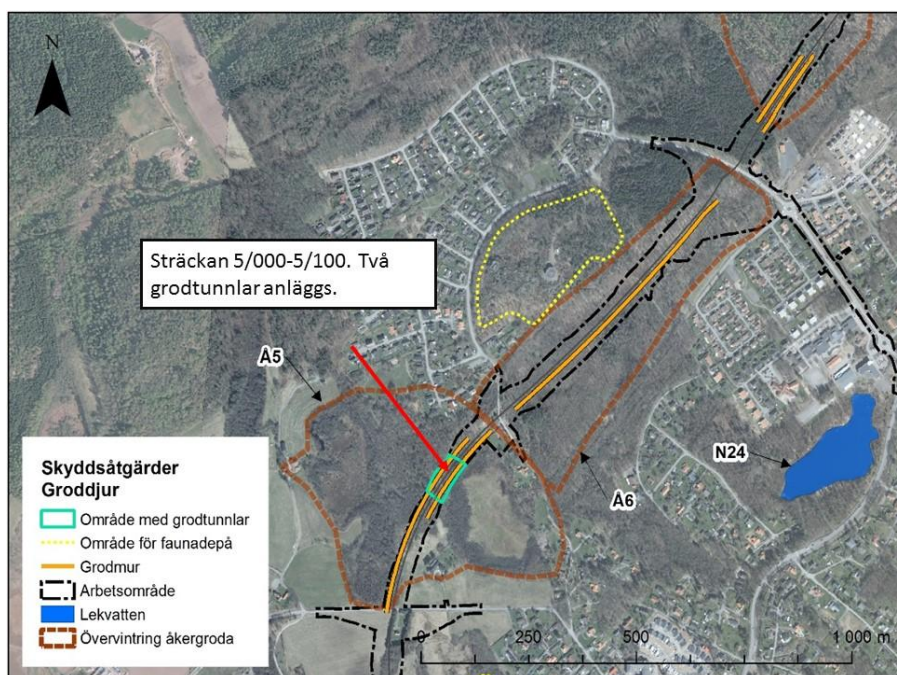 N
Sträckan 5/000-5/100. Två
grodtunnlar anläggs.
Å5
N24
Å6
Skyddsåtgärder
Groddjur
Område med grodtunnlar
Område för faunadepå
Grodmur
Arbetsområde
Lekvatten
Övervintring åkergroda
0 250 500 1 000 m